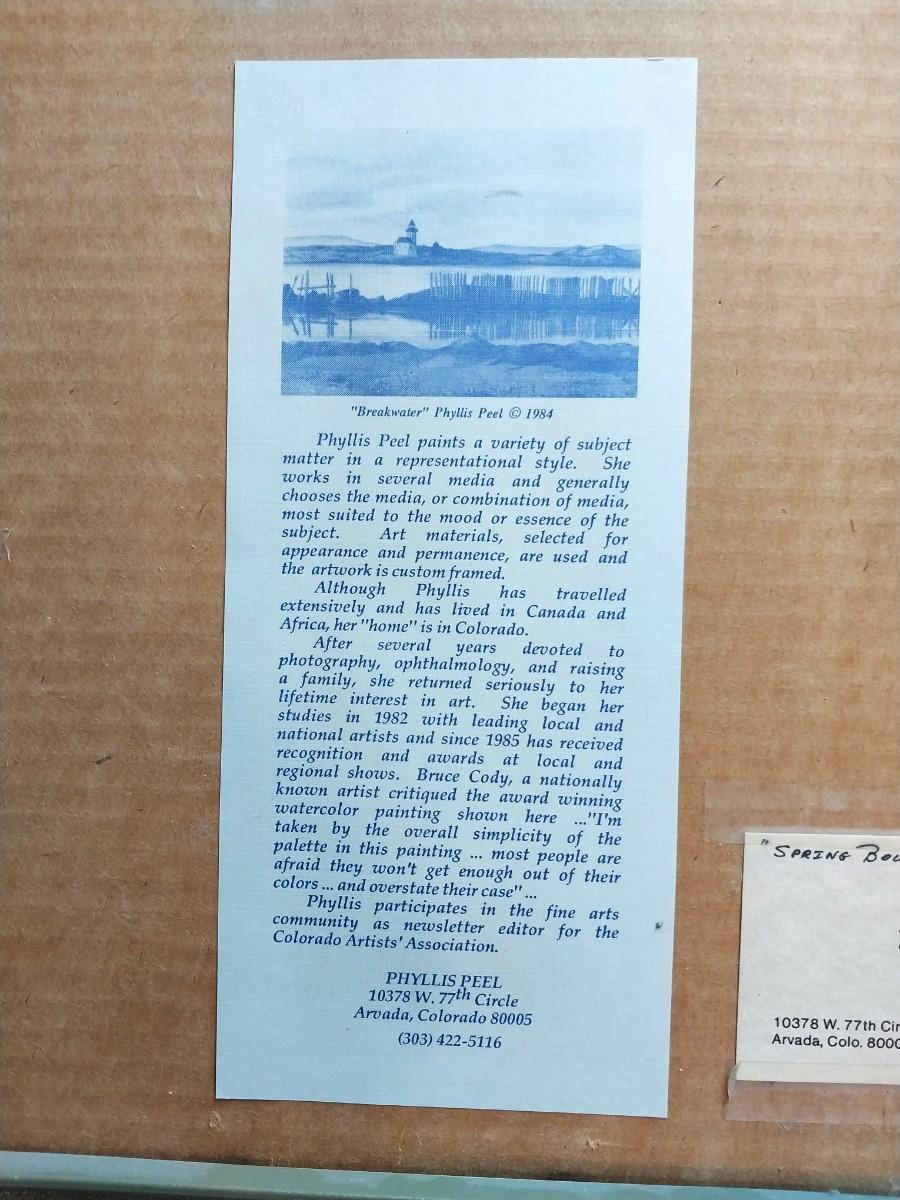 "Breakwater" Phyllis Peel © 1984
Phyllis Peel paints a variety of subject
matter in a representational style. She
works in several media and generally
chooses the media, or combination of media,
most suited to the mood or essence of the
subject. Art materials, selected for
appearance and permanence, are used and
the artwork is custom framed.
Although Phyllis has travelled
extensively and has lived in Canada and
Africa, her "home" is in Colorado.
After several years devoted to
photography, ophthalmology, and raising
a family, she returned seriously to her
lifetime interest in art. She began her
studies in 1982 with leading local and
national artists and since 1985 has received
recognition and awards at local and
regional shows. Bruce Cody, a nationally
known artist critiqued the award winning
watercolor painting shown here ..."I'm
taken by the overall simplicity of the
palette in this painting ... most people are
afraid they won't get enough out of their
colors ... and overstate their case" ...
Phyllis participates in the fine arts
community as newsletter editor for the
Colorado Artists' Association.
PHYLLIS PEEL
10378 W. 77th Circle
Arvada, Colorado 80005
(303) 422-5116
"SPRING
10378 W. 77th
Arvada, Colo.